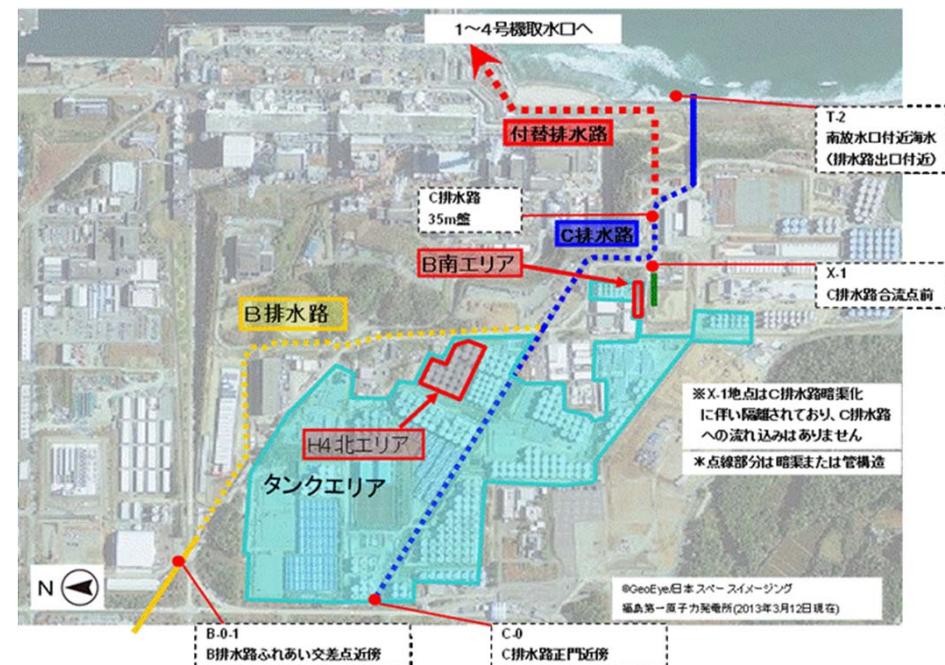 1～4号機取水口へ
付替排水路
T-2
南放水口付近海水
(排水路出口付近)
C排水路
35m盤
C排水路
B南エリア
X-1
C排水路合流点前
B排水路
H4北エリア
タンクエリア
※X-1地点はC排水路暗渠化
に伴い隔離されており、C排水路
への流れ込みはありません
*点線部分は暗渠または管構造
N
©GeoEye/日本スペースイメージング
福島第一原子力発電所(2013年3月12日現在)
B-0-1
B排水路ふれあい交差点近傍
C-0
C排水路正門近傍